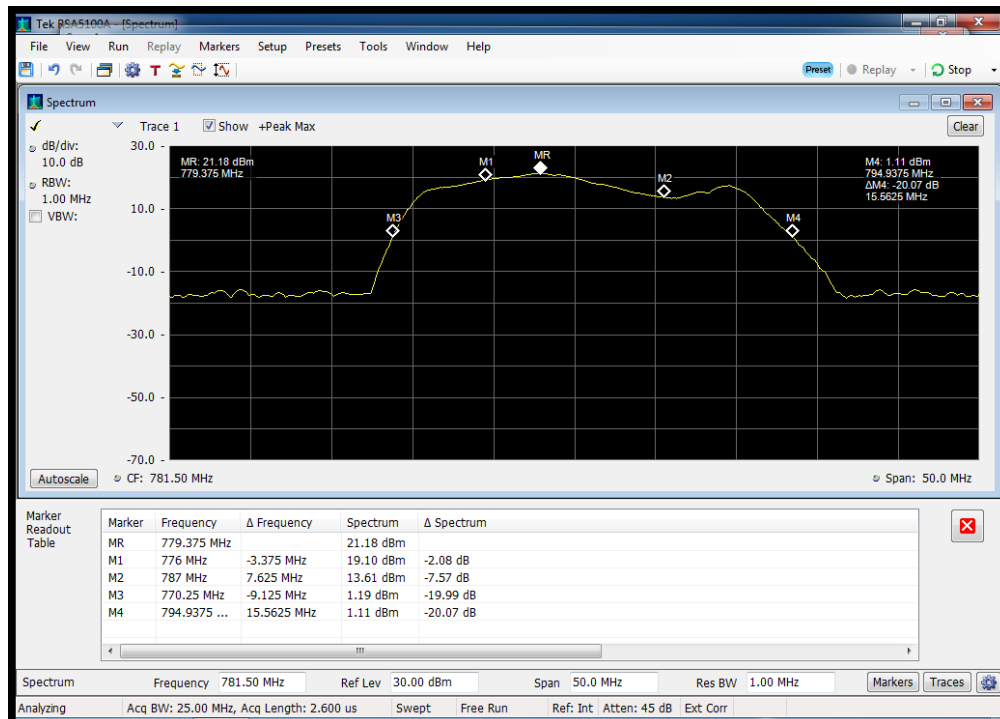 Tek RSA5100A - [Spectrum]
File View Run Replay Markers Setup Presets Tools Window Help
T Preset Replay Stop
Spectrum
Trace 1 Show +Peak Max Clear
dB/div:
10.0 dB
RBW:
1.00 MHz
VBW:
30.0
10.0
-10.0
-30.0
-50.0
-70.0
MR: 21.18 dBm
779.375 MHz
M1
MR
M2
M3
M4
M4: 1.11 dBm
794.9375 MHz
ΔM4: -20.07 dB
15.5625 MHz
Autoscale CF: 781.50 MHz Span: 50.0 MHz
Marker
Readout
Table
Marker Frequency Δ Frequency Spectrum Δ Spectrum
MR 779.375 MHz 21.18 dBm
M1 776 MHz -3.375 MHz 19.10 dBm -2.08 dB
M2 787 MHz 7.625 MHz 13.61 dBm -7.57 dB
M3 770.25 MHz -9.125 MHz 1.19 dBm -19.99 dB
M4 794.9375 ... 15.5625 MHz 1.11 dBm -20.07 dB
Spectrum Frequency 781.50 MHz Ref Lev 30.00 dBm Span 50.0 MHz Res BW 1.00 MHz Markers Traces
Analyzing Acq BW: 25.00 MHz, Acq Length: 2.600 us Swept Free Run Ref: Int Atten: 45 dB Ext Corr